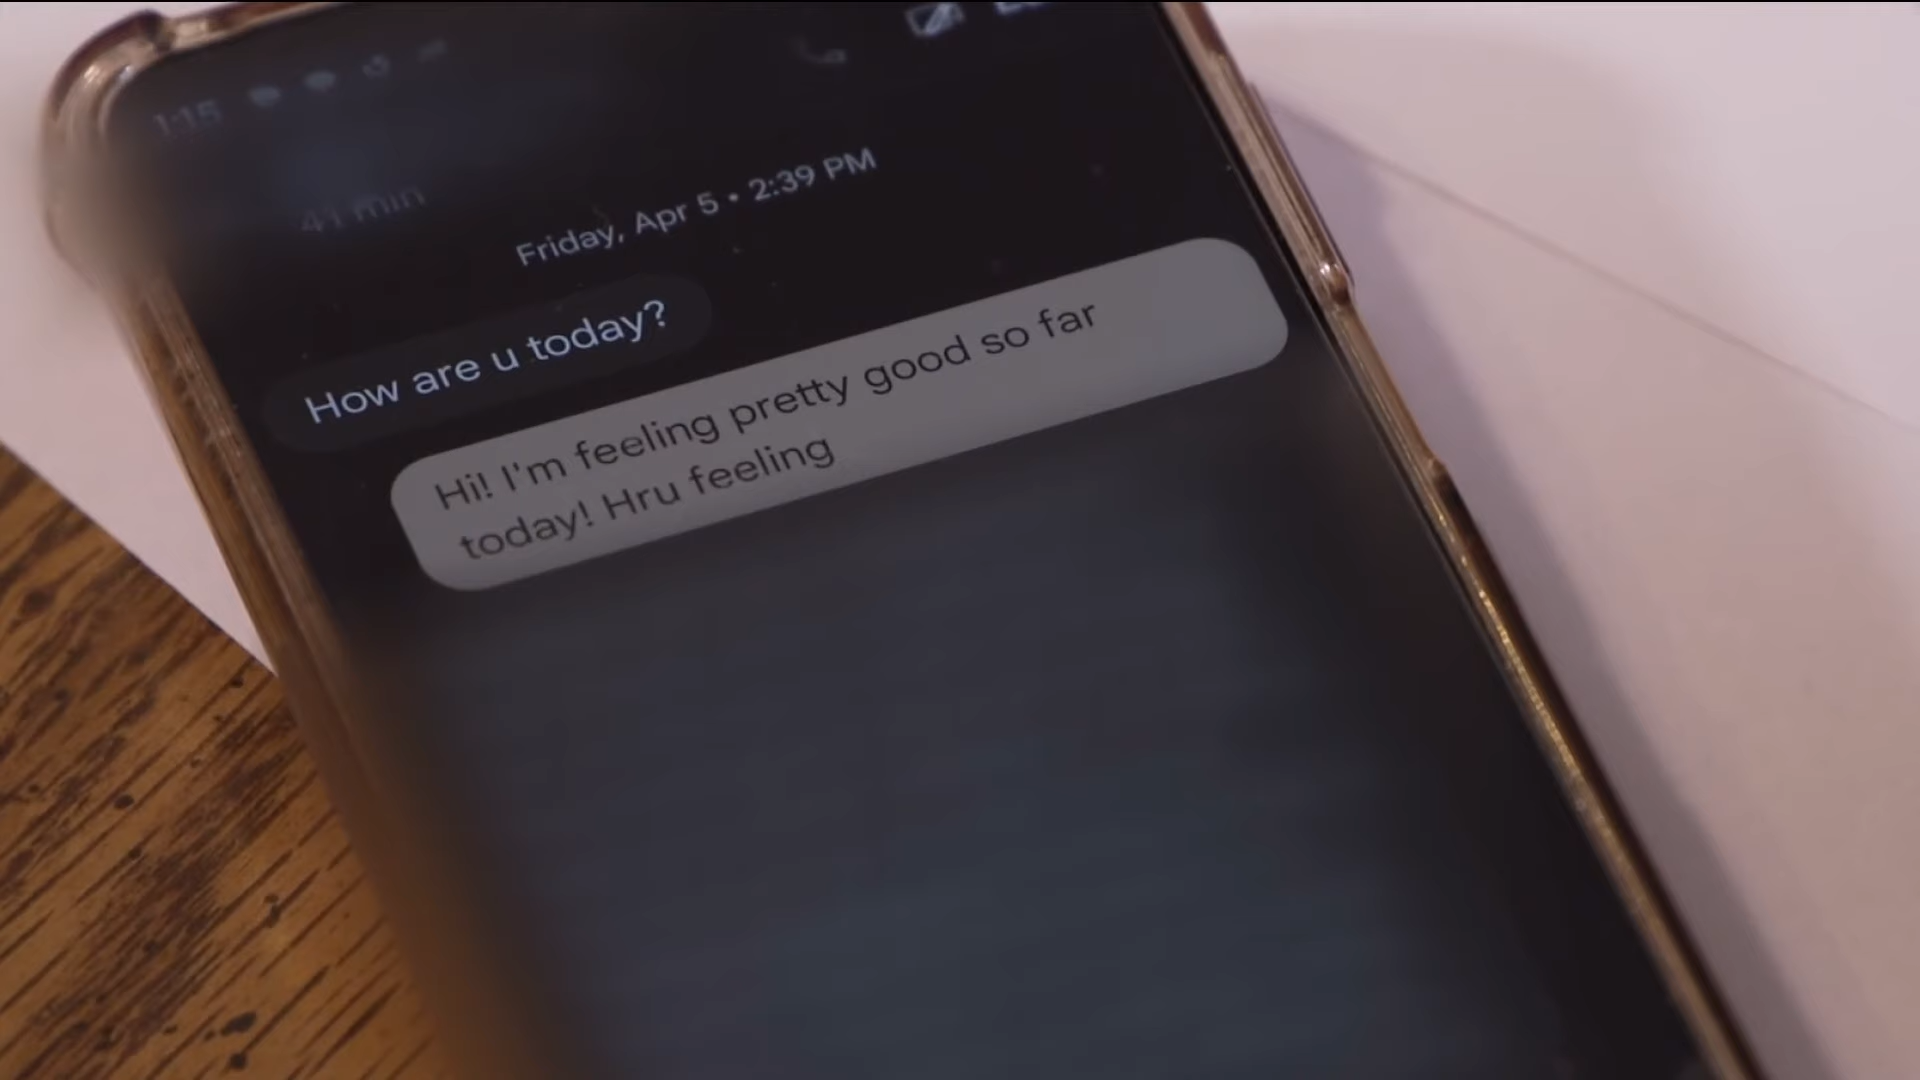 1:15
41 min
Friday, Apr 5 • 2:39 PM
How are u today?
Hi! I'm feeling pretty good so far
today! Hru feeling